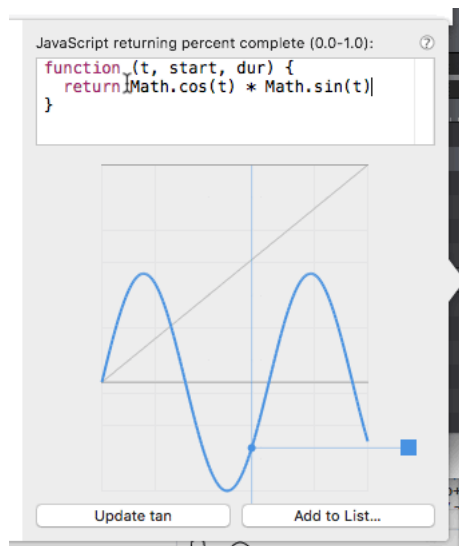 JavaScript returning percent complete (0.0-1.0): ?
function (t, start, dur) {
return Math.cos(t) * Math.sin(t)
}
Update tan
Add to List...